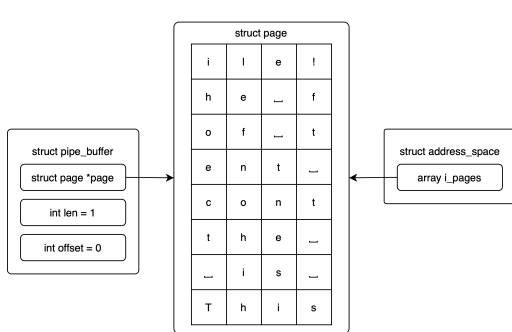 struct page
i l e !
h e ⎵ f
o f ⎵ t
e n t ⎵
c o n t
t h e ⎵
⎵ i s ⎵
T h i s
struct pipe_buffer
struct page *page
int len = 1
int offset = 0
struct address_space
array i_pages